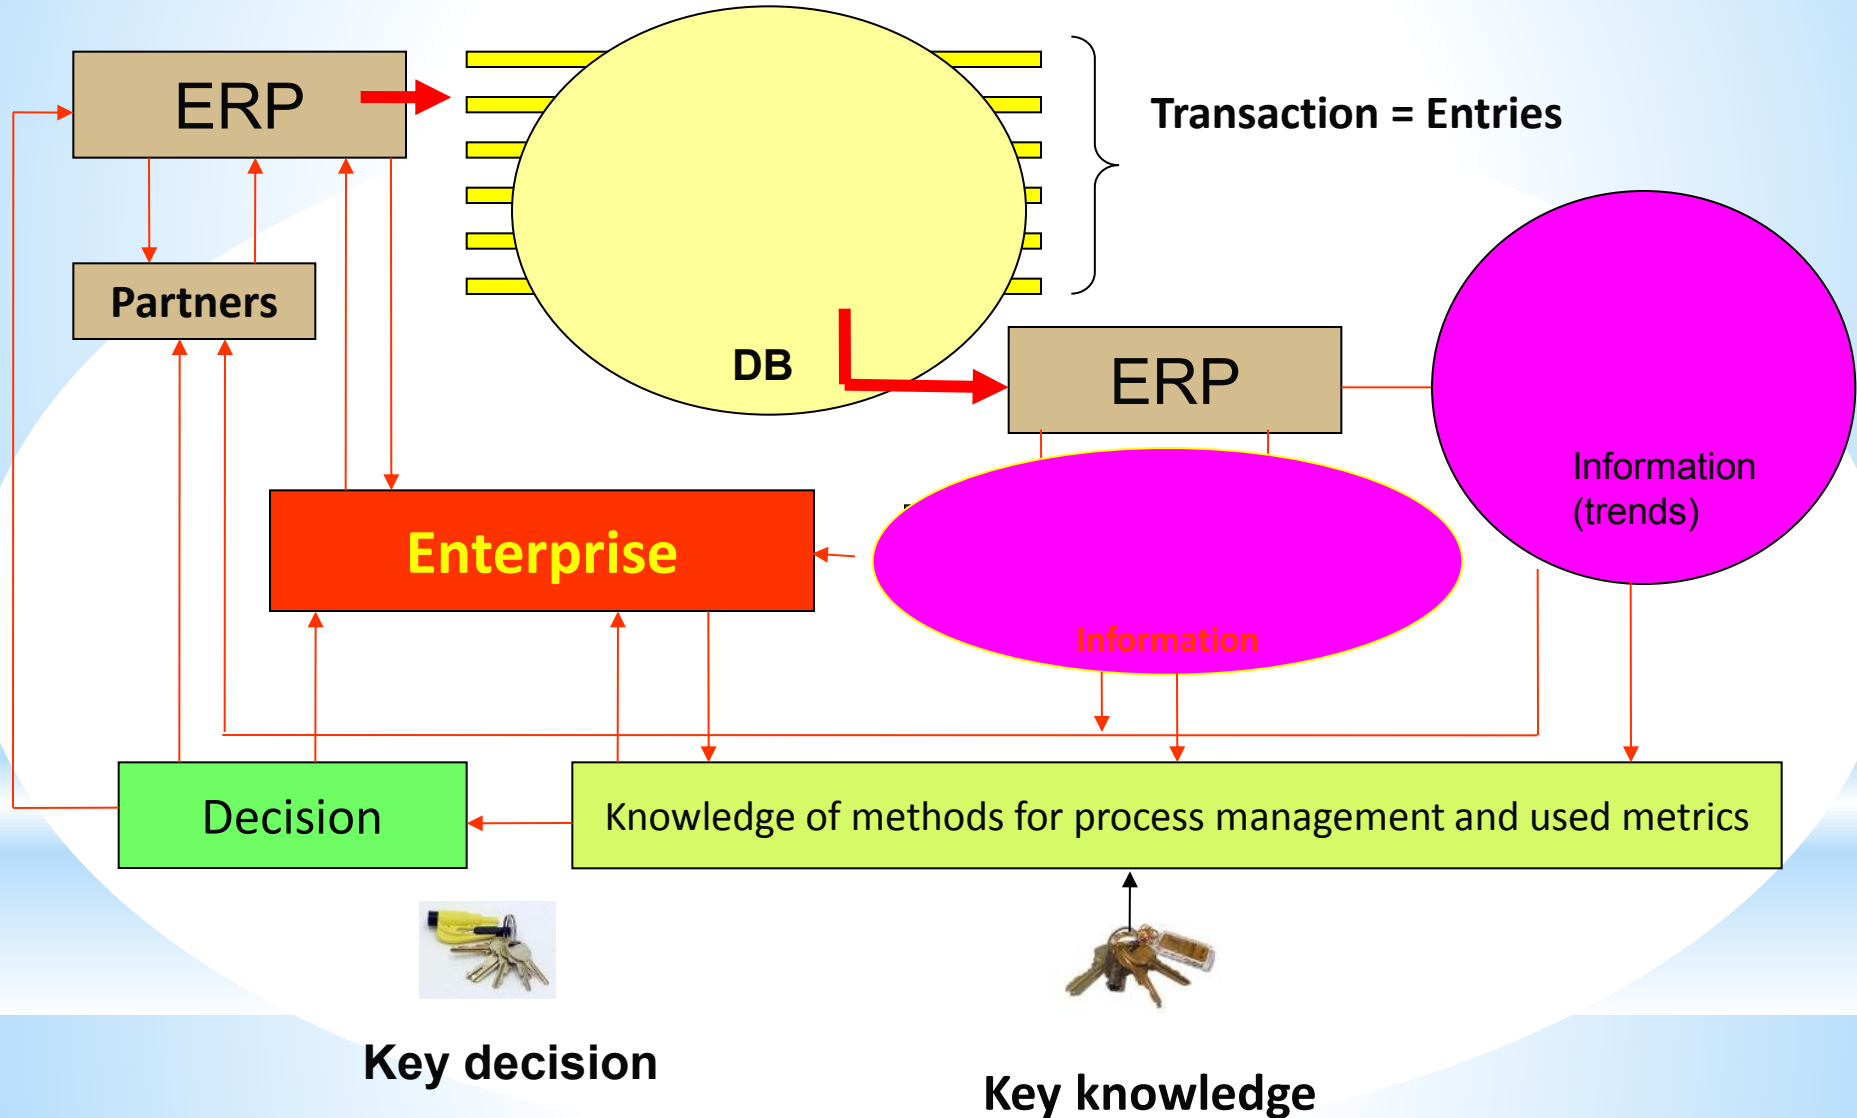 ERP
Transaction = Entries
Partners
DB
ERP
Information
(trends)
Enterprise
Information
Decision
Knowledge of methods for process management and used metrics
Key decision
Key knowledge